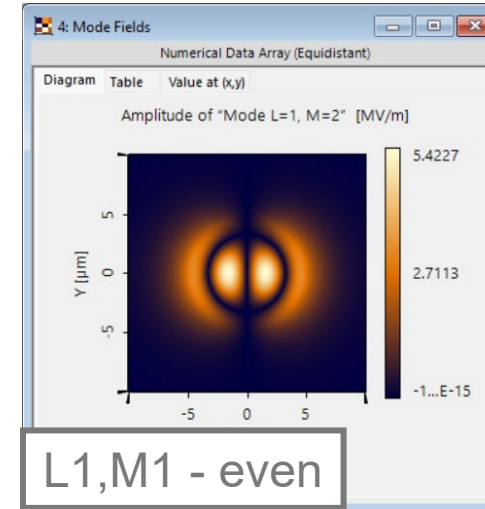 4: Mode Fields
Numerical Data Array (Equidistant)
Diagram Table Value at (x,y)
Amplitude of "Mode L=1, M=2" [MV/m]
5.4227
2.7113
-1...E-15
Y [µm]
5
0
-5
-5 0 5
L1,M1 - even